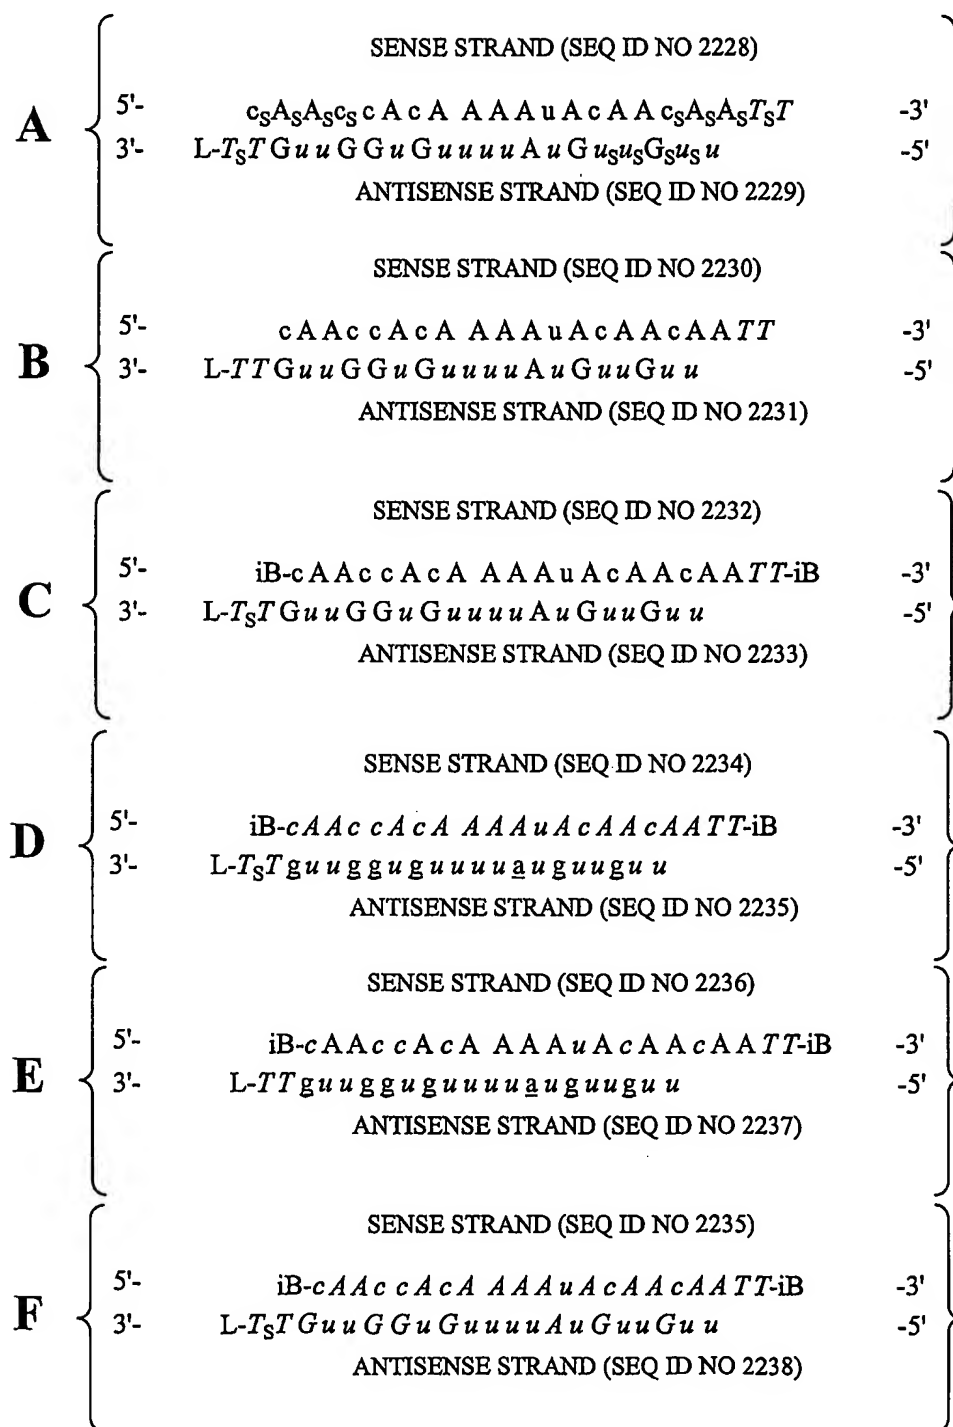 SENSE STRAND (SEQ ID NO 2228)
A
5'- cSASAScS c A c A A A A u A c A A cSASASTST -3'
3'- L-TST G u u G G u G u u u u A u G uSuSGSuS u -5'
ANTISENSE STRAND (SEQ ID NO 2229)
SENSE STRAND (SEQ ID NO 2230)
B
5'- c A A c c A c A A A A u A c A A c A A T T -3'
3'- L-T T G u u G G u G u u u u A u G u u G u u -5'
ANTISENSE STRAND (SEQ ID NO 2231)
SENSE STRAND (SEQ ID NO 2232)
C
5'- iB-c A A c c A c A A A A u A c A A c A A T T-iB -3'
3'- L-TST G u u G G u G u u u u A u G u u G u u -5'
ANTISENSE STRAND (SEQ ID NO 2233)
SENSE STRAND (SEQ ID NO 2234)
D
5'- iB-c A A c c A c A A A A u A c A A c A A T T-iB -3'
3'- L-TST g u u g g u g u u u u a u g u u g u u -5'
ANTISENSE STRAND (SEQ ID NO 2235)
SENSE STRAND (SEQ ID NO 2236)
E
5'- iB-c A A c c A c A A A A u A c A A c A A T T-iB -3'
3'- L-T T g u u g g u g u u u u a u g u u g u u -5'
ANTISENSE STRAND (SEQ ID NO 2237)
SENSE STRAND (SEQ ID NO 2235)
F
5'- iB-c A A c c A c A A A A u A c A A c A A T T-iB -3'
3'- L-TST G u u G G u G u u u u A u G u u G u u -5'
ANTISENSE STRAND (SEQ ID NO 2238)